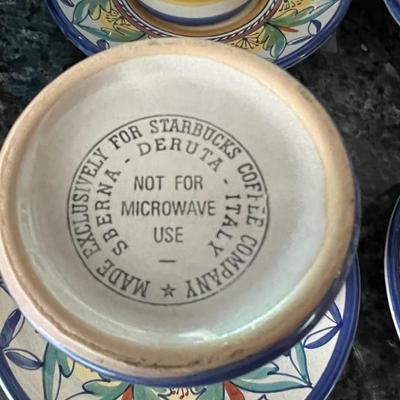 MADE EXCLUSIVELY FOR STARBUCKS COFFEE COMPANY ★
SBERNA - DERUTA - ITALY
NOT FOR
MICROWAVE
USE
—